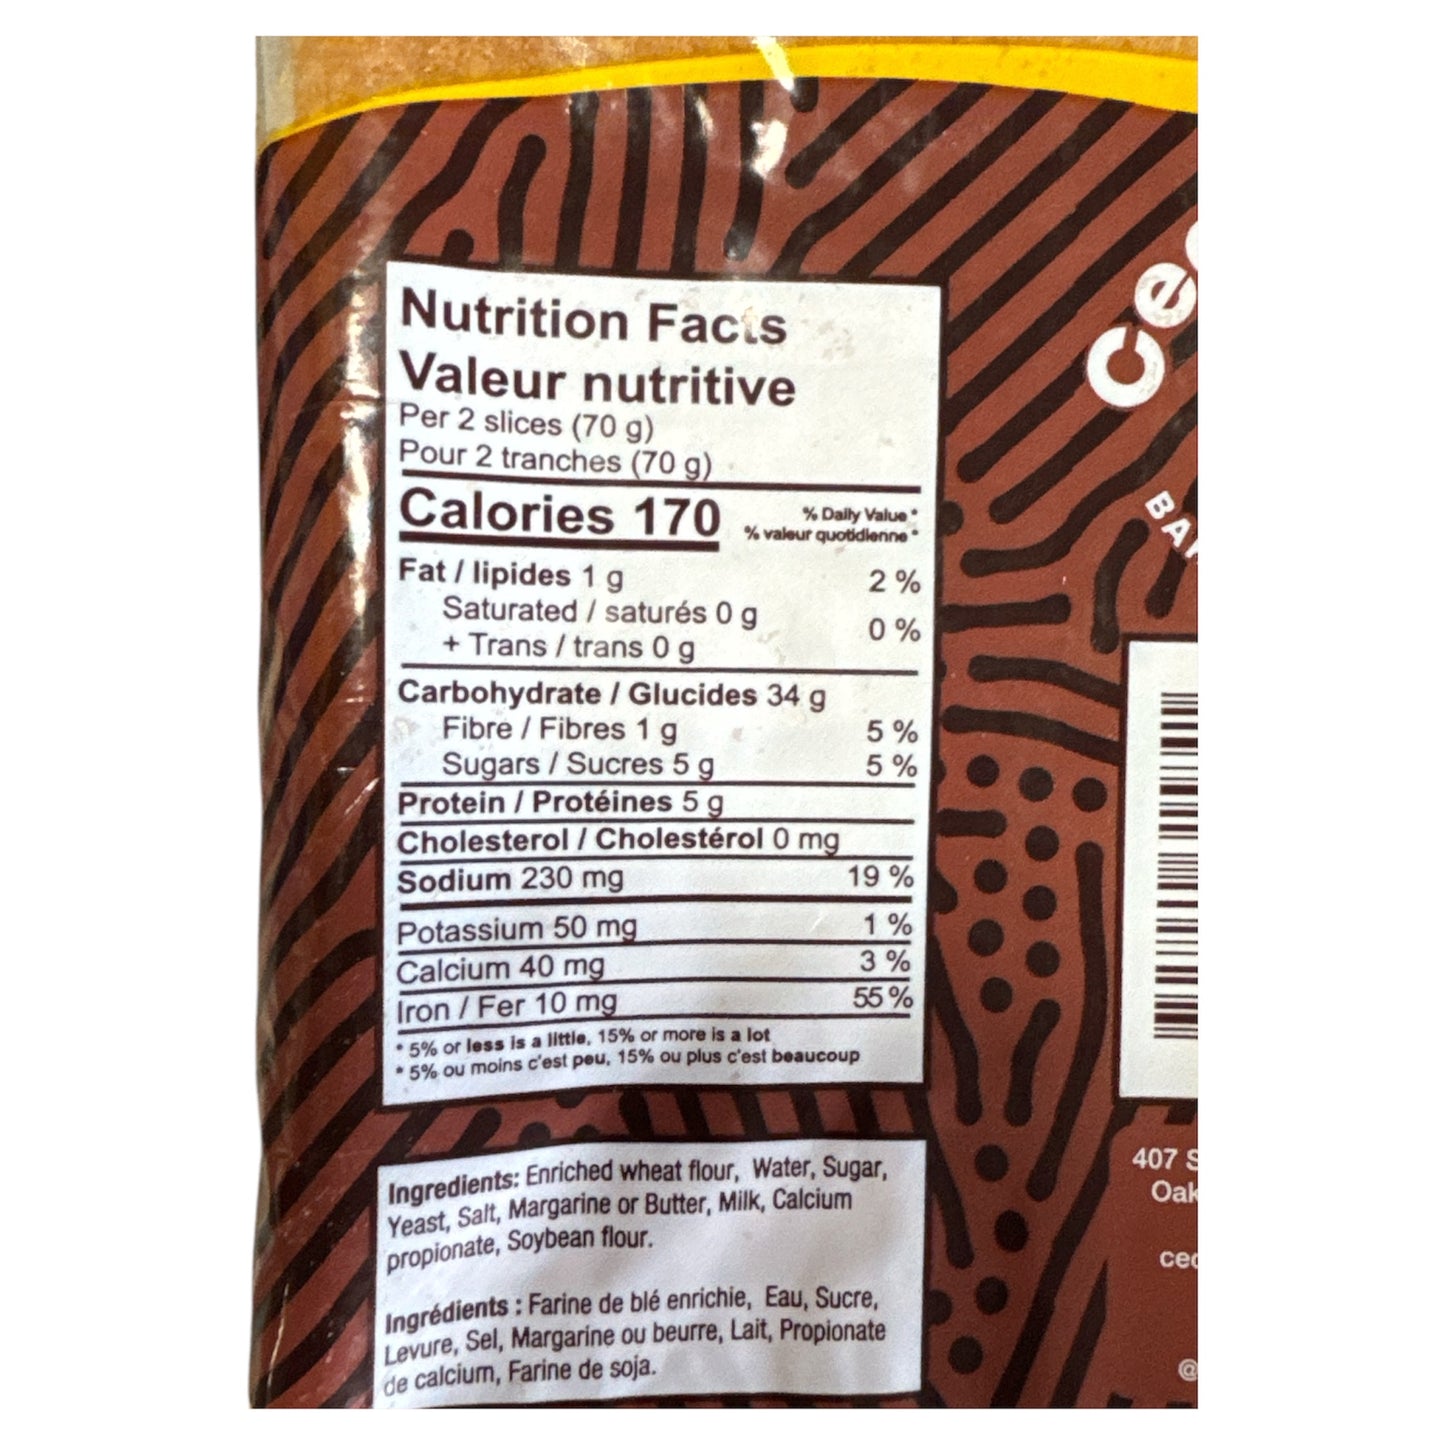 Nutrition Facts
Valeur nutritive
Per 2 slices (70 g)
Pour 2 tranches (70 g)
Calories 170
% Daily Value *
% valeur quotidienne *
Fat / lipides 1 g 2 %
Saturated / saturés 0 g
+ Trans / trans 0 g 0 %
Carbohydrate / Glucides 34 g
Fibre / Fibres 1 g 5 %
Sugars / Sucres 5 g 5 %
Protein / Protéines 5 g
Cholesterol / Cholestérol 0 mg
Sodium 230 mg 19 %
Potassium 50 mg 1 %
Calcium 40 mg 3 %
Iron / Fer 10 mg 55 %
* 5% or less is a little, 15% or more is a lot
* 5% ou moins c'est peu, 15% ou plus c'est beaucoup
Ingredients: Enriched wheat flour, Water, Sugar,
Yeast, Salt, Margarine or Butter, Milk, Calcium
propionate, Soybean flour.
Ingrédients : Farine de blé enrichie, Eau, Sucre,
Levure, Sel, Margarine ou beurre, Lait, Propionate
de calcium, Farine de soja.
407
@